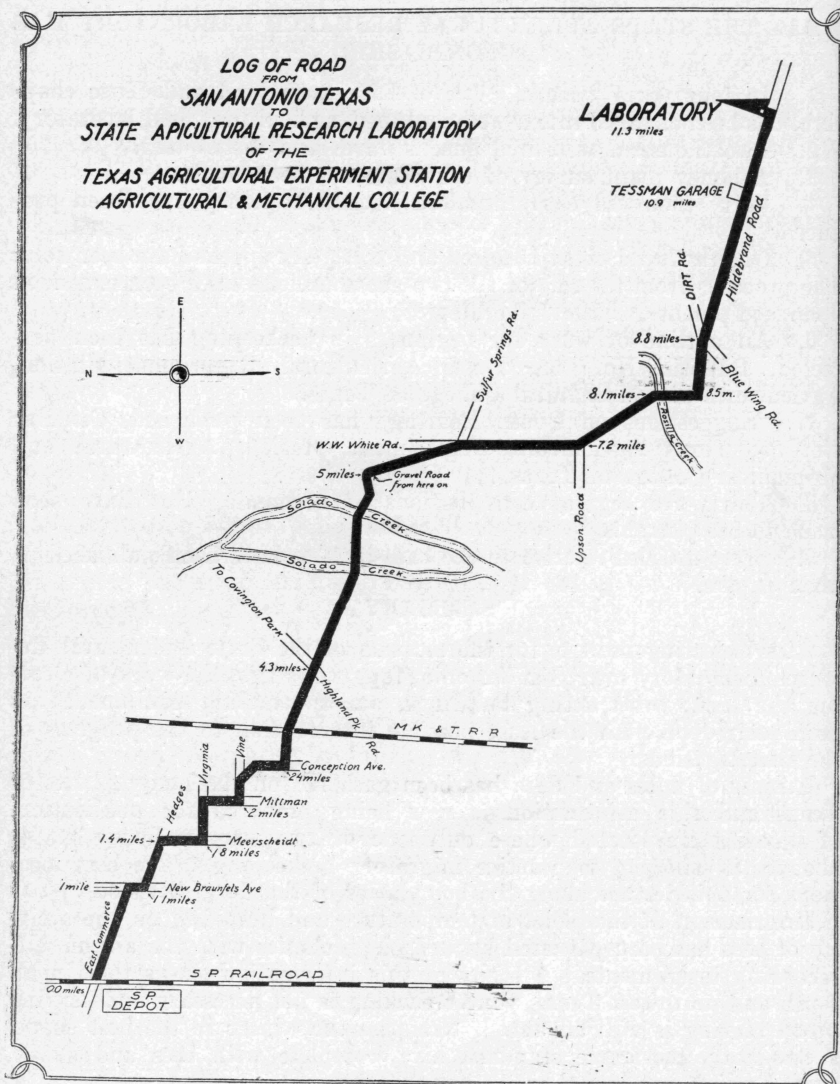 LOG OF ROAD
FROM
SAN ANTONIO TEXAS
TO
STATE APICULTURAL RESEARCH LABORATORY
OF THE
TEXAS AGRICULTURAL EXPERIMENT STATION
AGRICULTURAL & MECHANICAL COLLEGE
LABORATORY
11.3 miles
TESSMAN GARAGE
10.9 miles
Hildebrand Road
DIRT Rd.
8.8 miles
BLUE WING Rd.
E
N
S
W
Sulfur Springs Rd.
8.1 miles
8.5 m.
Rosillo Creek
W.W. White Rd.
7.2 miles
5 miles
Gravel Road
from here on
Upson Road
Salado Creek
Salado Creek
To Covington Park
4.3 miles
Highland Pk Rd.
M K & T. R. R
Virginia
Vine
Conception Ave.
2.4 miles
Hedges
Mittman
2 miles
1.4 miles
Meerscheidt
1.8 miles
1 mile
New Braunfels Ave
1.1 miles
East Commerce
S P RAILROAD
0.0 miles
S P.
DEPOT